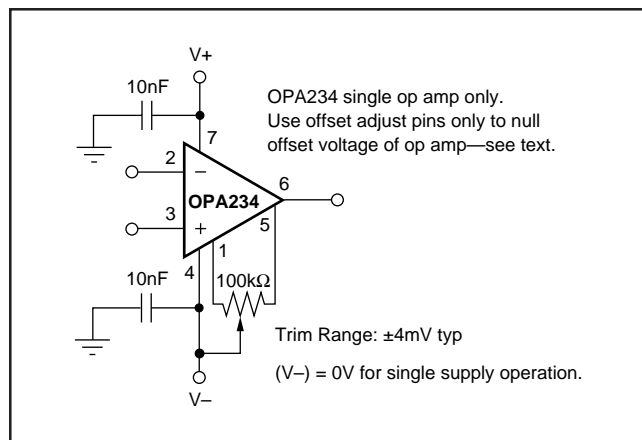 V+
10nF
OPA234 single op amp only.
Use offset adjust pins only to null
offset voltage of op amp—see text.
7
2
–
6
OPA234
3
+
5
1
4
100kΩ
10nF
Trim Range: ±4mV typ
(V–) = 0V for single supply operation.
V–